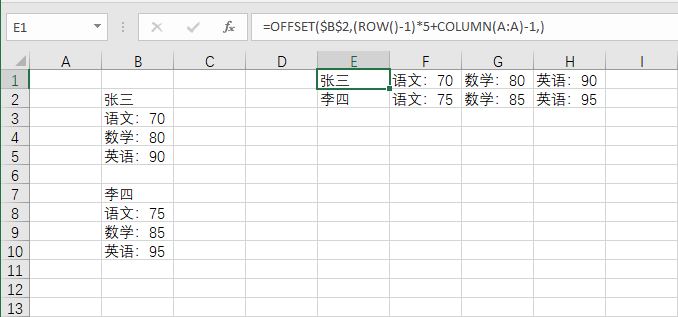 E1 fx =OFFSET($B$2,(ROW()-1)*5+COLUMN(A:A)-1,)
A B C D E F G H I
1 张三 语文：70 数学：80 英语：90
2 张三 李四 语文：75 数学：85 英语：95
3 语文：70
4 数学：80
5 英语：90
6
7 李四
8 语文：75
9 数学：85
10 英语：95
11
12
13